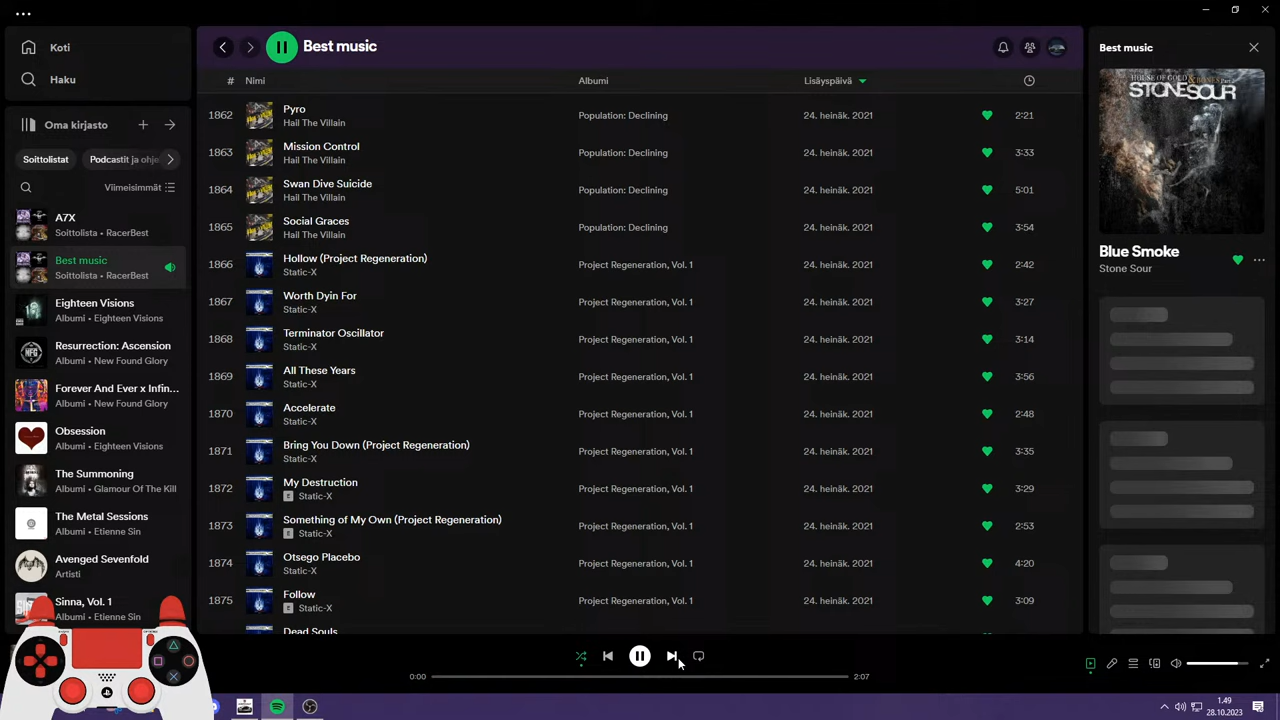 Koti
Haku
Oma kirjasto
Soittolistat
Podcastit ja ohje
Viimeisimmät
A7X
Soittolista • RacerBest
Best music
Soittolista • RacerBest
Eighteen Visions
Albumi • Eighteen Visions
Resurrection: Ascension
Albumi • New Found Glory
Forever And Ever x Infin...
Albumi • New Found Glory
Obsession
Albumi • Eighteen Visions
The Summoning
Albumi • Glamour Of The Kill
The Metal Sessions
Albumi • Etienne Sin
Avenged Sevenfold
Artisti
Sinna, Vol. 1
Albumi • Etienne Sin
Best music
# Nimi Albumi Lisäyspäivä
1862 Pyro Population: Declining 24. heinäk. 2021 2:21
Hail The Villain
1863 Mission Control Population: Declining 24. heinäk. 2021 3:33
Hail The Villain
1864 Swan Dive Suicide Population: Declining 24. heinäk. 2021 5:01
Hail The Villain
1865 Social Graces Population: Declining 24. heinäk. 2021 3:54
Hail The Villain
1866 Hollow (Project Regeneration) Project Regeneration, Vol. 1 24. heinäk. 2021 2:42
Static-X
1867 Worth Dyin For Project Regeneration, Vol. 1 24. heinäk. 2021 3:27
Static-X
1868 Terminator Oscillator Project Regeneration, Vol. 1 24. heinäk. 2021 3:14
Static-X
1869 All These Years Project Regeneration, Vol. 1 24. heinäk. 2021 3:56
Static-X
1870 Accelerate Project Regeneration, Vol. 1 24. heinäk. 2021 2:48
Static-X
1871 Bring You Down (Project Regeneration) Project Regeneration, Vol. 1 24. heinäk. 2021 3:35
Static-X
1872 My Destruction Project Regeneration, Vol. 1 24. heinäk. 2021 3:29
E Static-X
1873 Something of My Own (Project Regeneration) Project Regeneration, Vol. 1 24. heinäk. 2021 2:53
E Static-X
1874 Otsego Placebo Project Regeneration, Vol. 1 24. heinäk. 2021 4:20
Static-X
1875 Follow Project Regeneration, Vol. 1 24. heinäk. 2021 3:09
E Static-X
Dead Souls
Best music
HOUSE OF GOLD & BONES Part 2
STONE SOUR
Blue Smoke
Stone Sour
0:00 2:07
1.49
28.10.2023